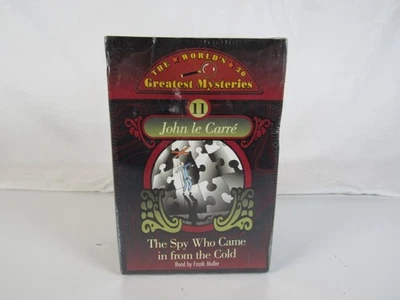 THE WORLD'S 50
Greatest Mysteries
11
John le Carré
The Spy Who Came
in from the Cold
Read by Frank Muller